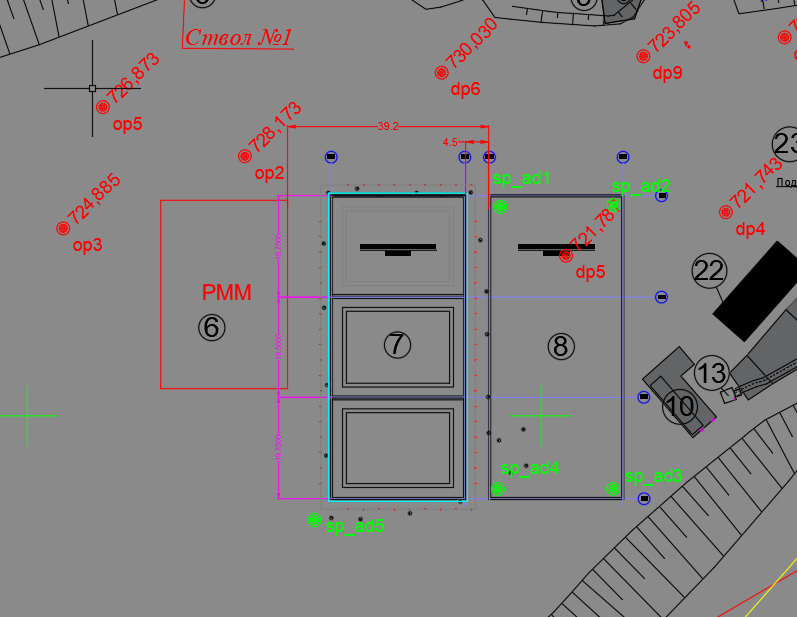 Ствол №1
730,030
dp6
723,805
dp9
726,873
op5
39.2
4.5
728,173
op2
23
Под
sp_ad1
sp_ad2
721,743
dp4
724,885
op3
dp5
22
РММ
6
7
8
13
10
sp_ad4
sp_ad3
sp_ad5